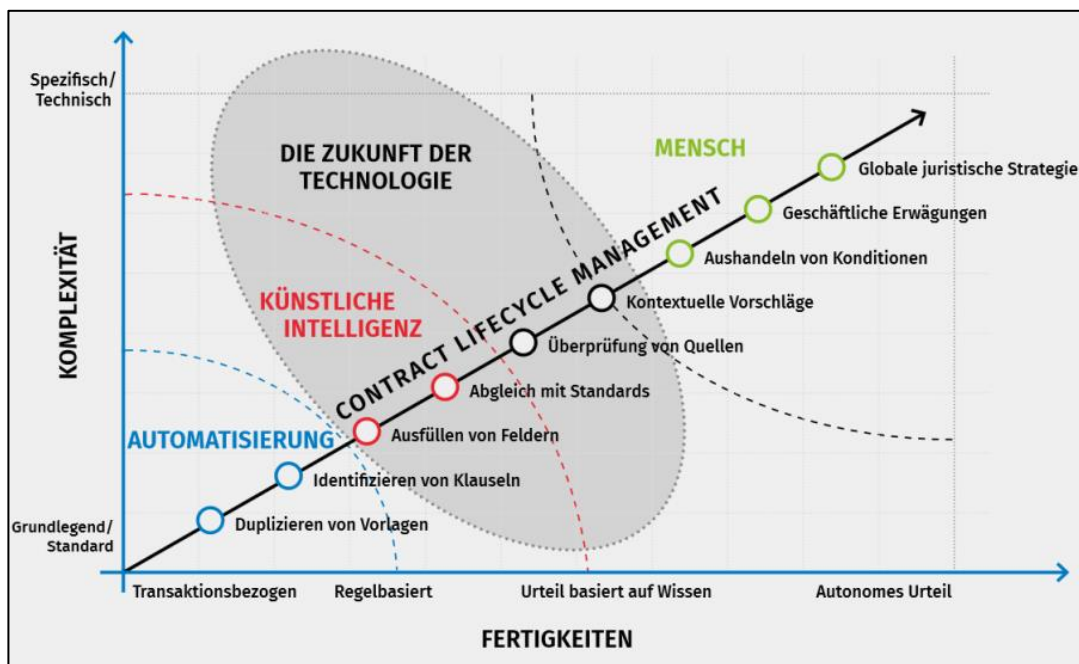 Spezifisch/
Technisch
DIE ZUKUNFT DER
TECHNOLOGIE
MENSCH
Globale juristische Strategie
Geschäftliche Erwägungen
Aushandeln von Konditionen
KOMPLEXITÄT
CONTRACT LIFECYCLE MANAGEMENT
Kontextuelle Vorschläge
KÜNSTLICHE
INTELLIGENZ
Überprüfung von Quellen
Abgleich mit Standards
AUTOMATISIERUNG
Ausfüllen von Feldern
Identifizieren von Klauseln
Duplizieren von Vorlagen
Grundlegend/
Standard
Transaktionsbezogen
Regelbasiert
Urteil basiert auf Wissen
Autonomes Urteil
FERTIGKEITEN